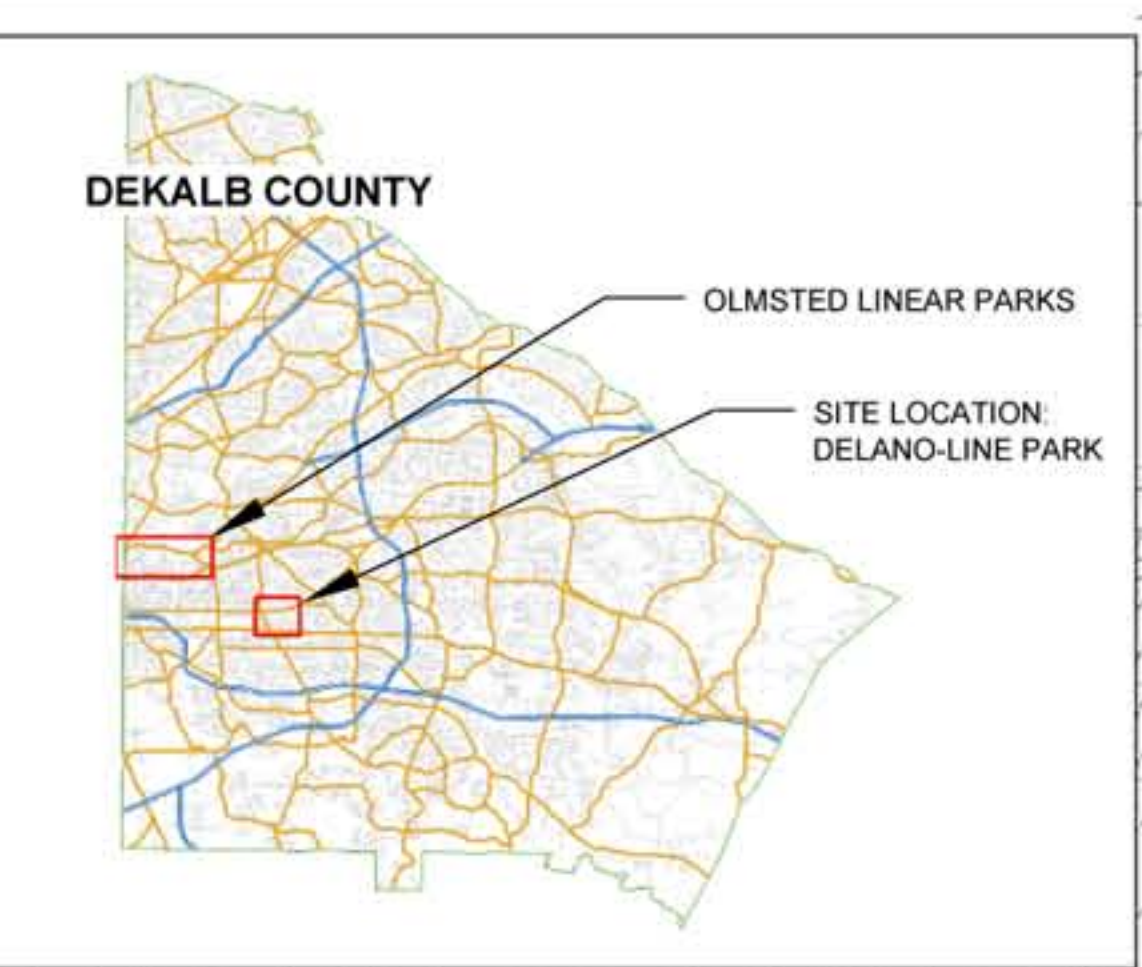 DEKALB COUNTY
OLMSTED LINEAR PARKS
SITE LOCATION:
DELANO-LINE PARK